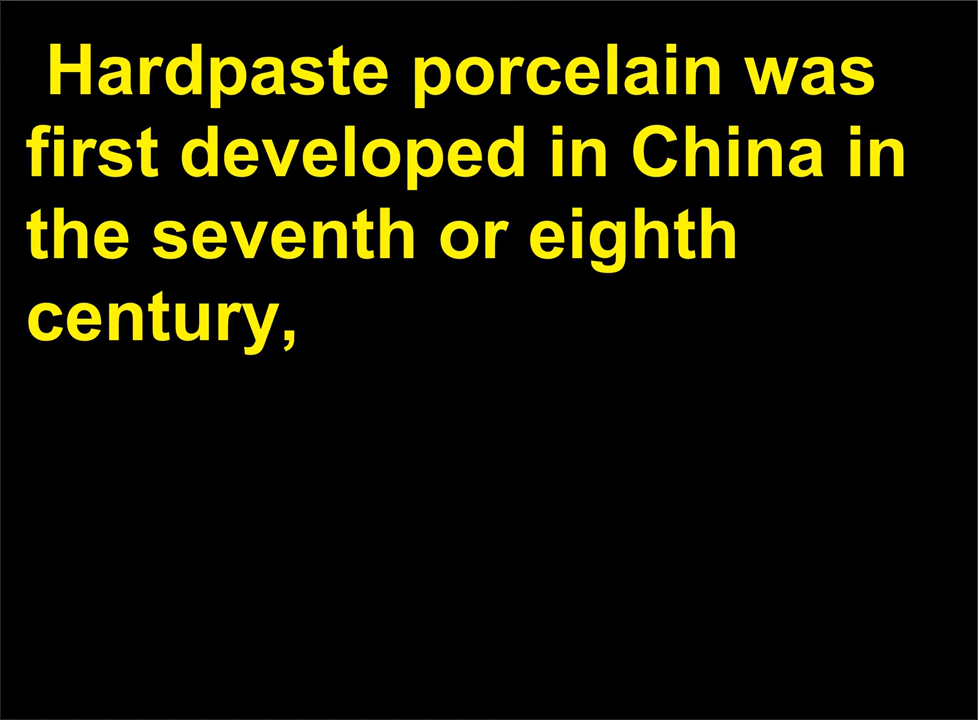 Hardpaste porcelain was
first developed in China in
the seventh or eighth
century,